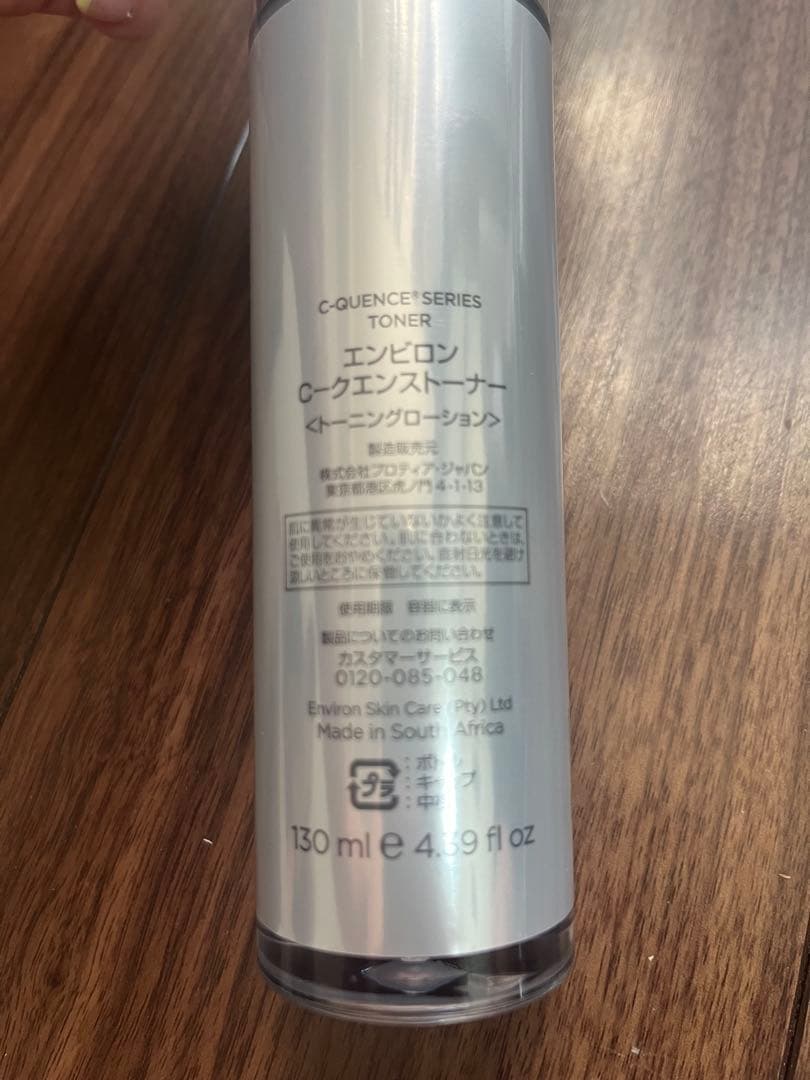 C-QUENCE® SERIES
TONER
エンビロン
C-クエンストーナー
<トーニングローション>
製造販売元
株式会社プロティア・ジャパン
東京都港区虎ノ門 4-1-13
肌に異常が生じていないかよく注意して
使用してください。肌に合わないときは、
ご使用をおやめください。直射日光を避け
涼しいところに保管してください。
使用期限 容器に表示
製品についてのお問い合わせ
カスタマーサービス
0120-085-048
Environ Skin Care (Pty) Ltd
Made in South Africa
プラ
:ボトル
:キャップ
130 ml e 4.39 fl oz